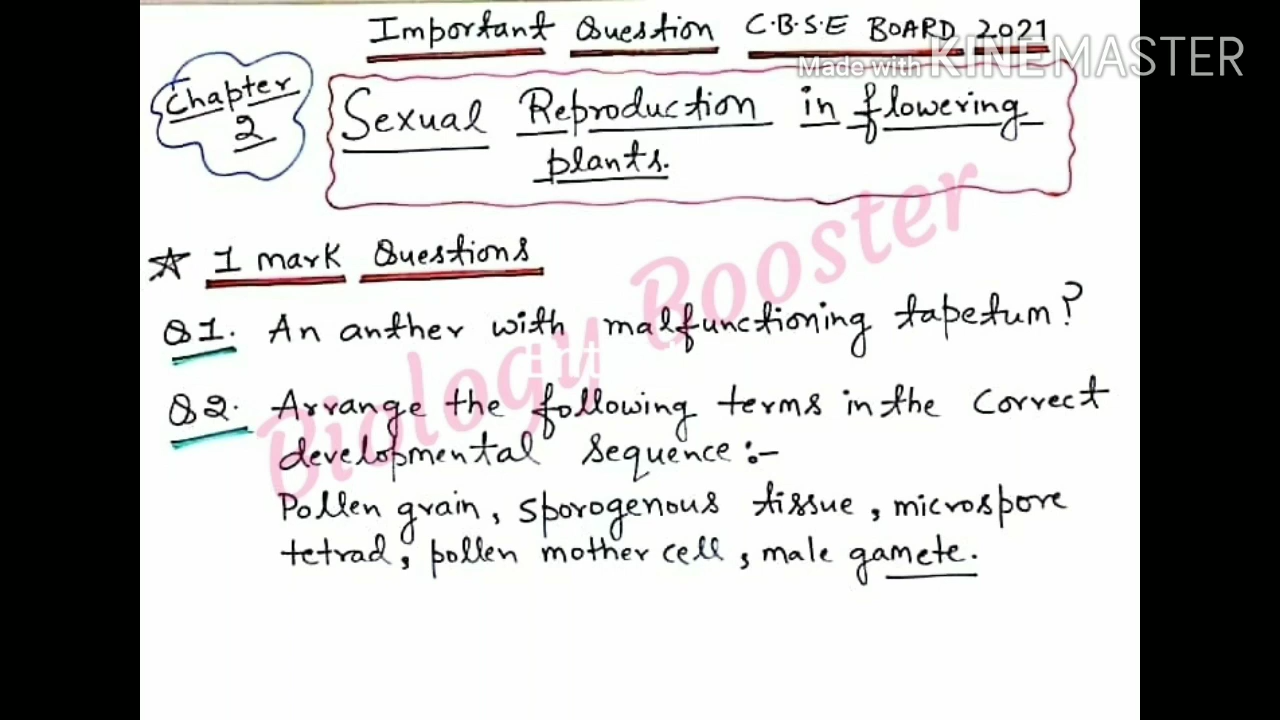 Important Question C.B.S.E BOARD 2021
Made with KINEMASTER
Chapter
2
Sexual Reproduction in flowering
plants.
Biology Booster
☆ 1 mark Questions
Q1. An anther with malfunctioning tapetum?
Q2. Arrange the following terms in the correct
developmental sequence :-
Pollen grain, sporogenous tissue, microspore
tetrad, pollen mother cell, male gamete.